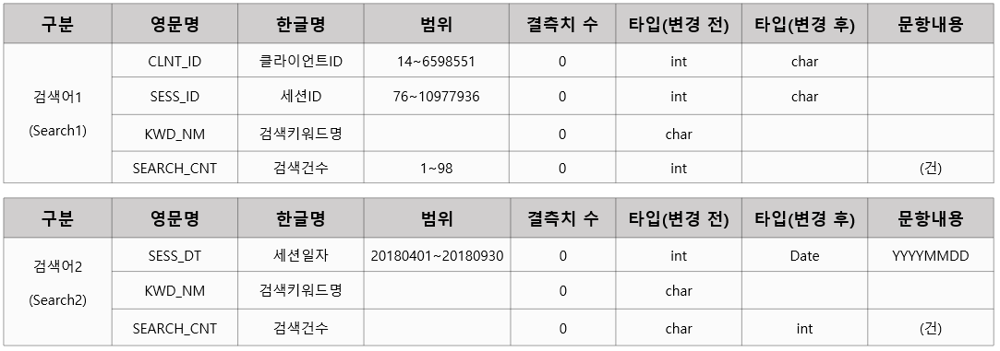 구분 영문명 한글명 범위 결측치 수 타입(변경 전) 타입(변경 후) 문항내용
검색어1
(Search1)
CLNT_ID 클라이언트ID 14~6598551 0 int char
SESS_ID 세션ID 76~10977936 0 int char
KWD_NM 검색키워드명 0 char
SEARCH_CNT 검색건수 1~98 0 int (건)
구분 영문명 한글명 범위 결측치 수 타입(변경 전) 타입(변경 후) 문항내용
검색어2
(Search2)
SESS_DT 세션일자 20180401~20180930 0 int Date YYYYMMDD
KWD_NM 검색키워드명 0 char
SEARCH_CNT 검색건수 0 char int (건)